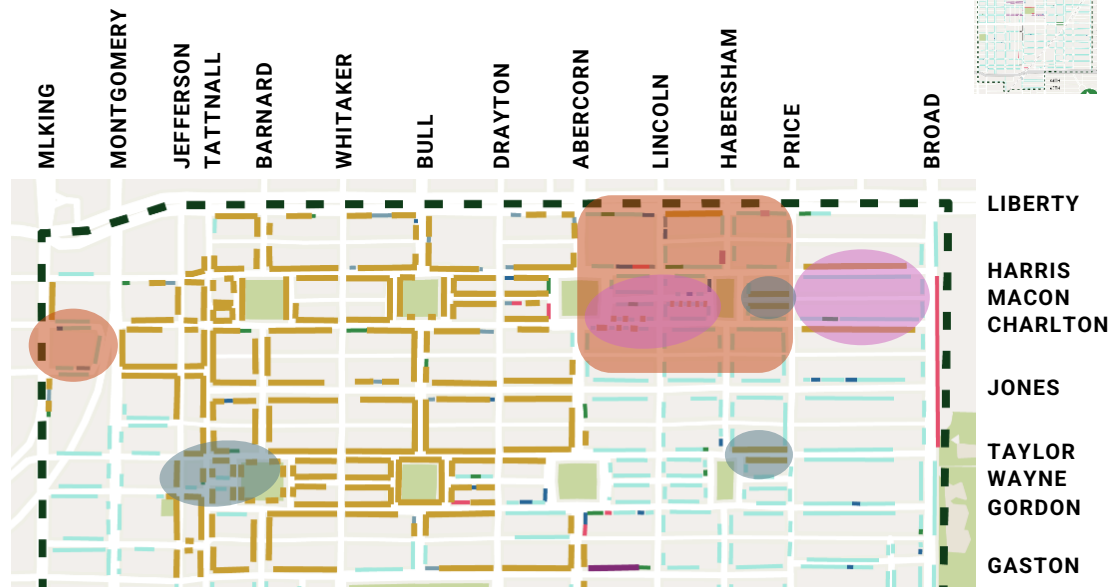 MLKING
MONTGOMERY
JEFFERSON
TATTNALL
BARNARD
WHITAKER
BULL
DRAYTON
ABERCORN
LINCOLN
HABERSHAM
PRICE
BROAD
LIBERTY
HARRIS
MACON
CHARLTON
JONES
TAYLOR
WAYNE
GORDON
GASTON